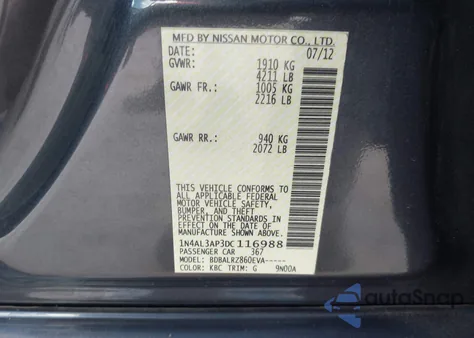 MFD BY NISSAN MOTOR CO., LTD.
DATE: 07/12
GVWR: 1910 KG
4211 LB
GAWR FR.: 1005 KG
2216 LB
GAWR RR.: 940 KG
2072 LB
THIS VEHICLE CONFORMS TO
ALL APPLICABLE FEDERAL
MOTOR VEHICLE SAFETY,
BUMPER, AND THEFT
PREVENTION STANDARDS IN
EFFECT ON THE DATE OF
MANUFACTURE SHOWN ABOVE.
1N4AL3AP3DC116988
PASSENGER CAR 367
MODEL: BDBALRZ860EVA-----
COLOR: KBC TRIM: G 9N00A
autoSnap